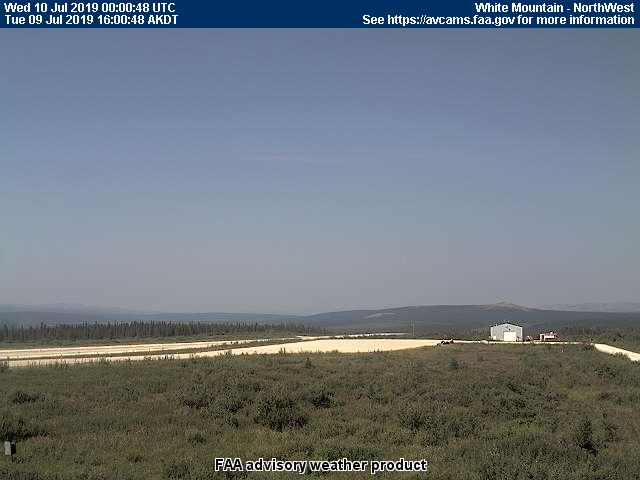 Wed 10 Jul 2019 00:00:48 UTC
White Mountain - NorthWest
Tue 09 Jul 2019 16:00:48 AKDT
See https://avcams.faa.gov for more information
FAA advisory weather product